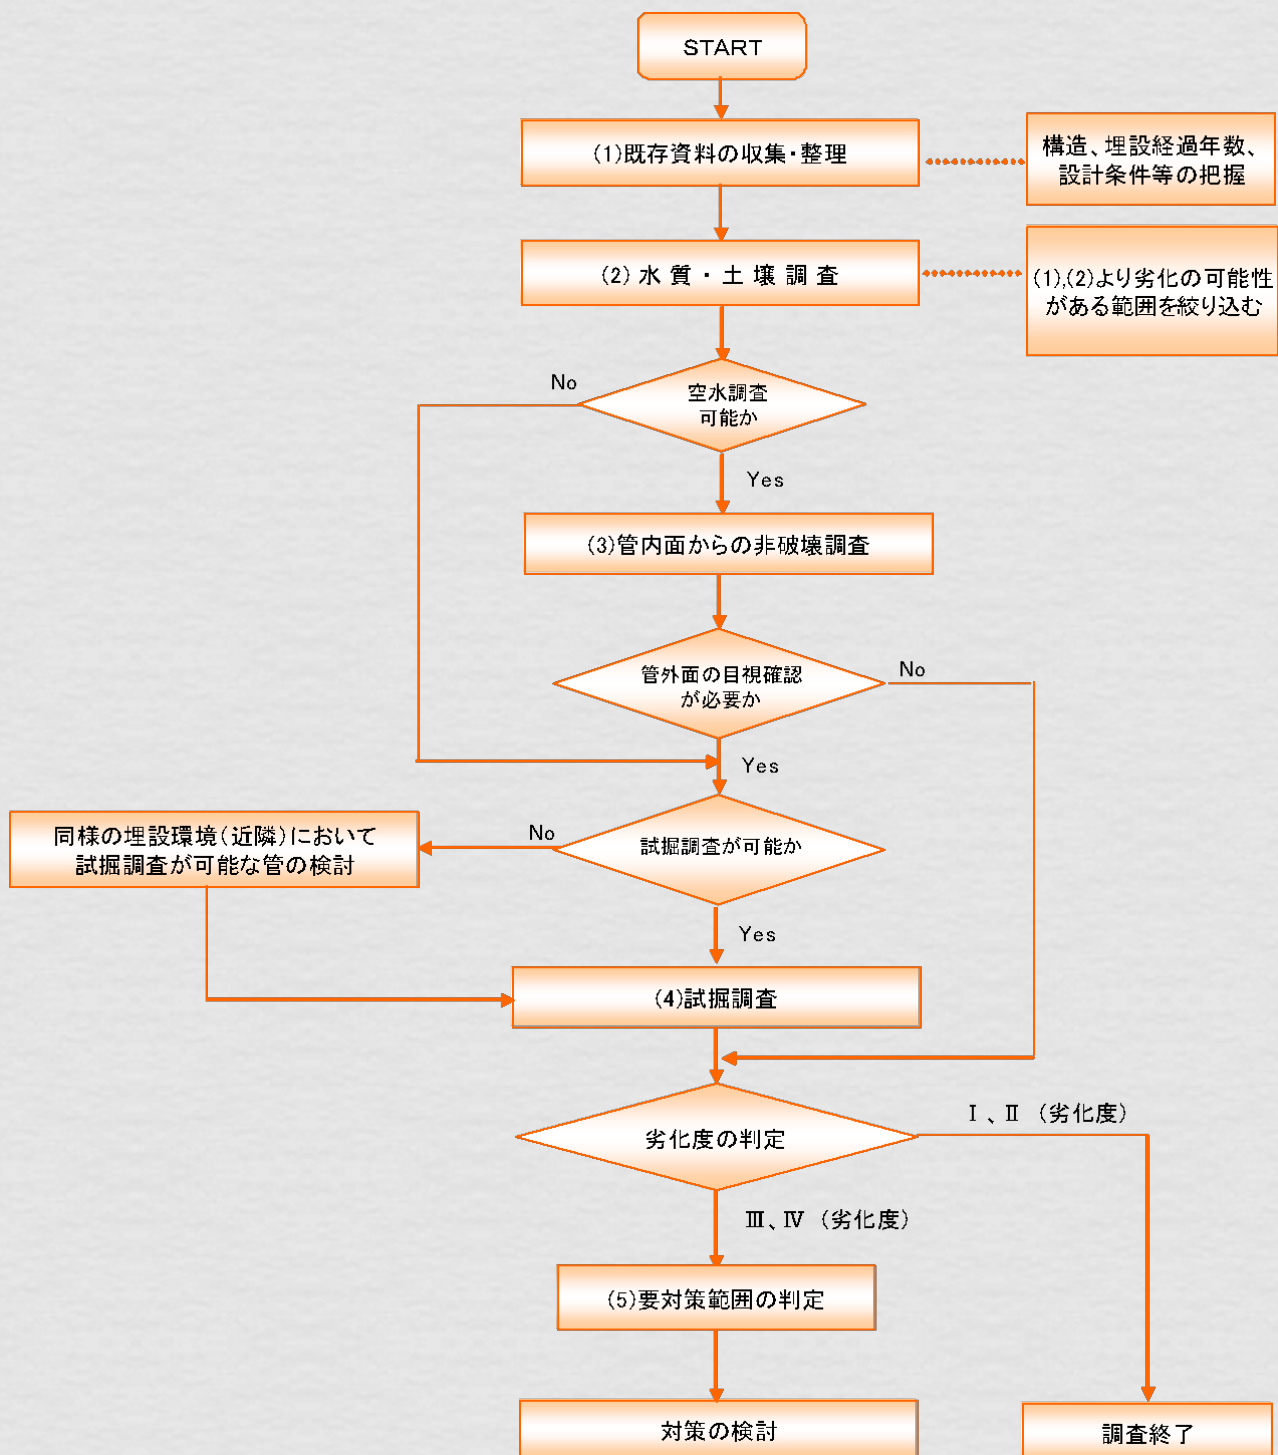 START
(1)既存資料の収集・整理
構造、埋設経過年数、
設計条件等の把握
(2) 水 質 ・ 土 壌 調 査
(1),(2)より劣化の可能性
がある範囲を絞り込む
No
空水調査
可能か
Yes
(3)管内面からの非破壊調査
管外面の目視確認
が必要か
No
Yes
同様の埋設環境(近隣)において
試掘調査が可能な管の検討
No
試掘調査が可能か
Yes
(4)試掘調査
Ⅰ、Ⅱ (劣化度)
劣化度の判定
Ⅲ、Ⅳ (劣化度)
(5)要対策範囲の判定
対策の検討
調査終了